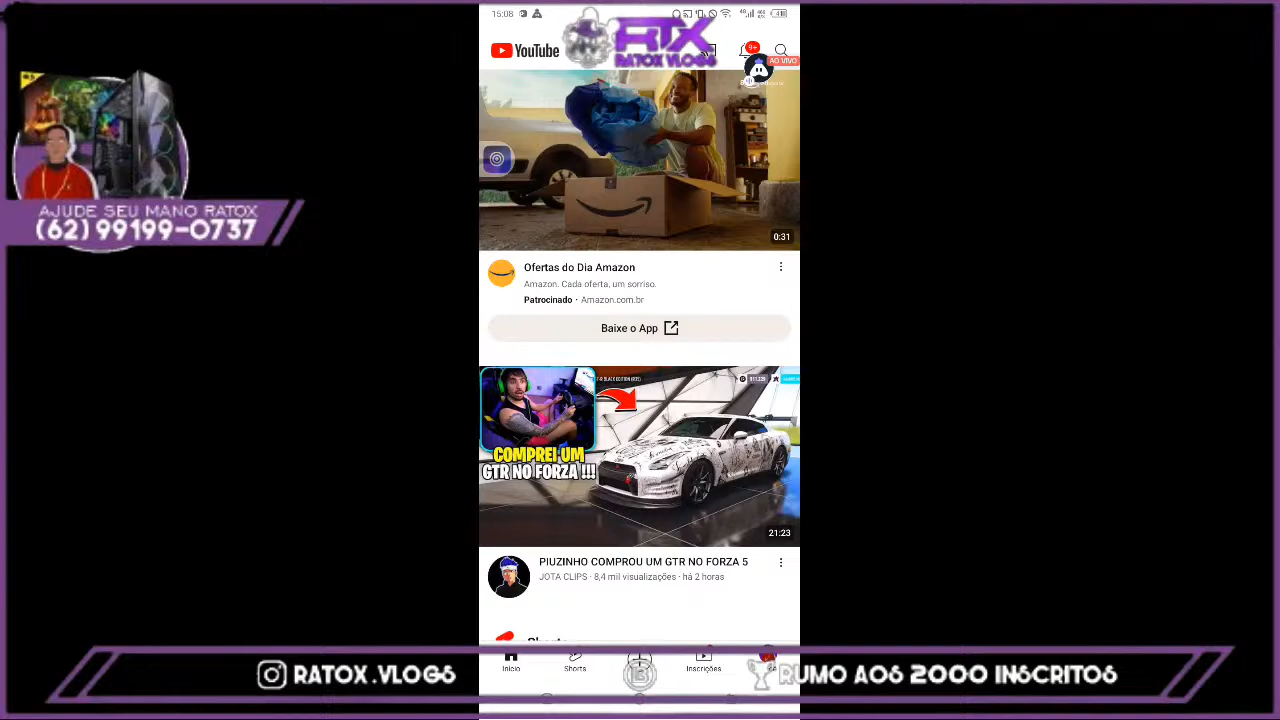 15:08
YouTube
RTX
RATOX VLOGS
9+
AO VIVO
AJUDE SEU MANO RATOX
(62) 99199-0737
0:31
Ofertas do Dia Amazon
Amazon. Cada oferta, um sorriso.
Patrocinado · Amazon.com.br
Baixe o App
COMPREI UM
GTR NO FORZA !!!
21:23
PIUZINHO COMPROU UM GTR NO FORZA 5
JOTA CLIPS · 8,4 mil visualizações · há 2 horas
Shorts
Início
Shorts
Inscrições
RATOX.VLOGS
RUMO AOS 2000 INSCRITOS